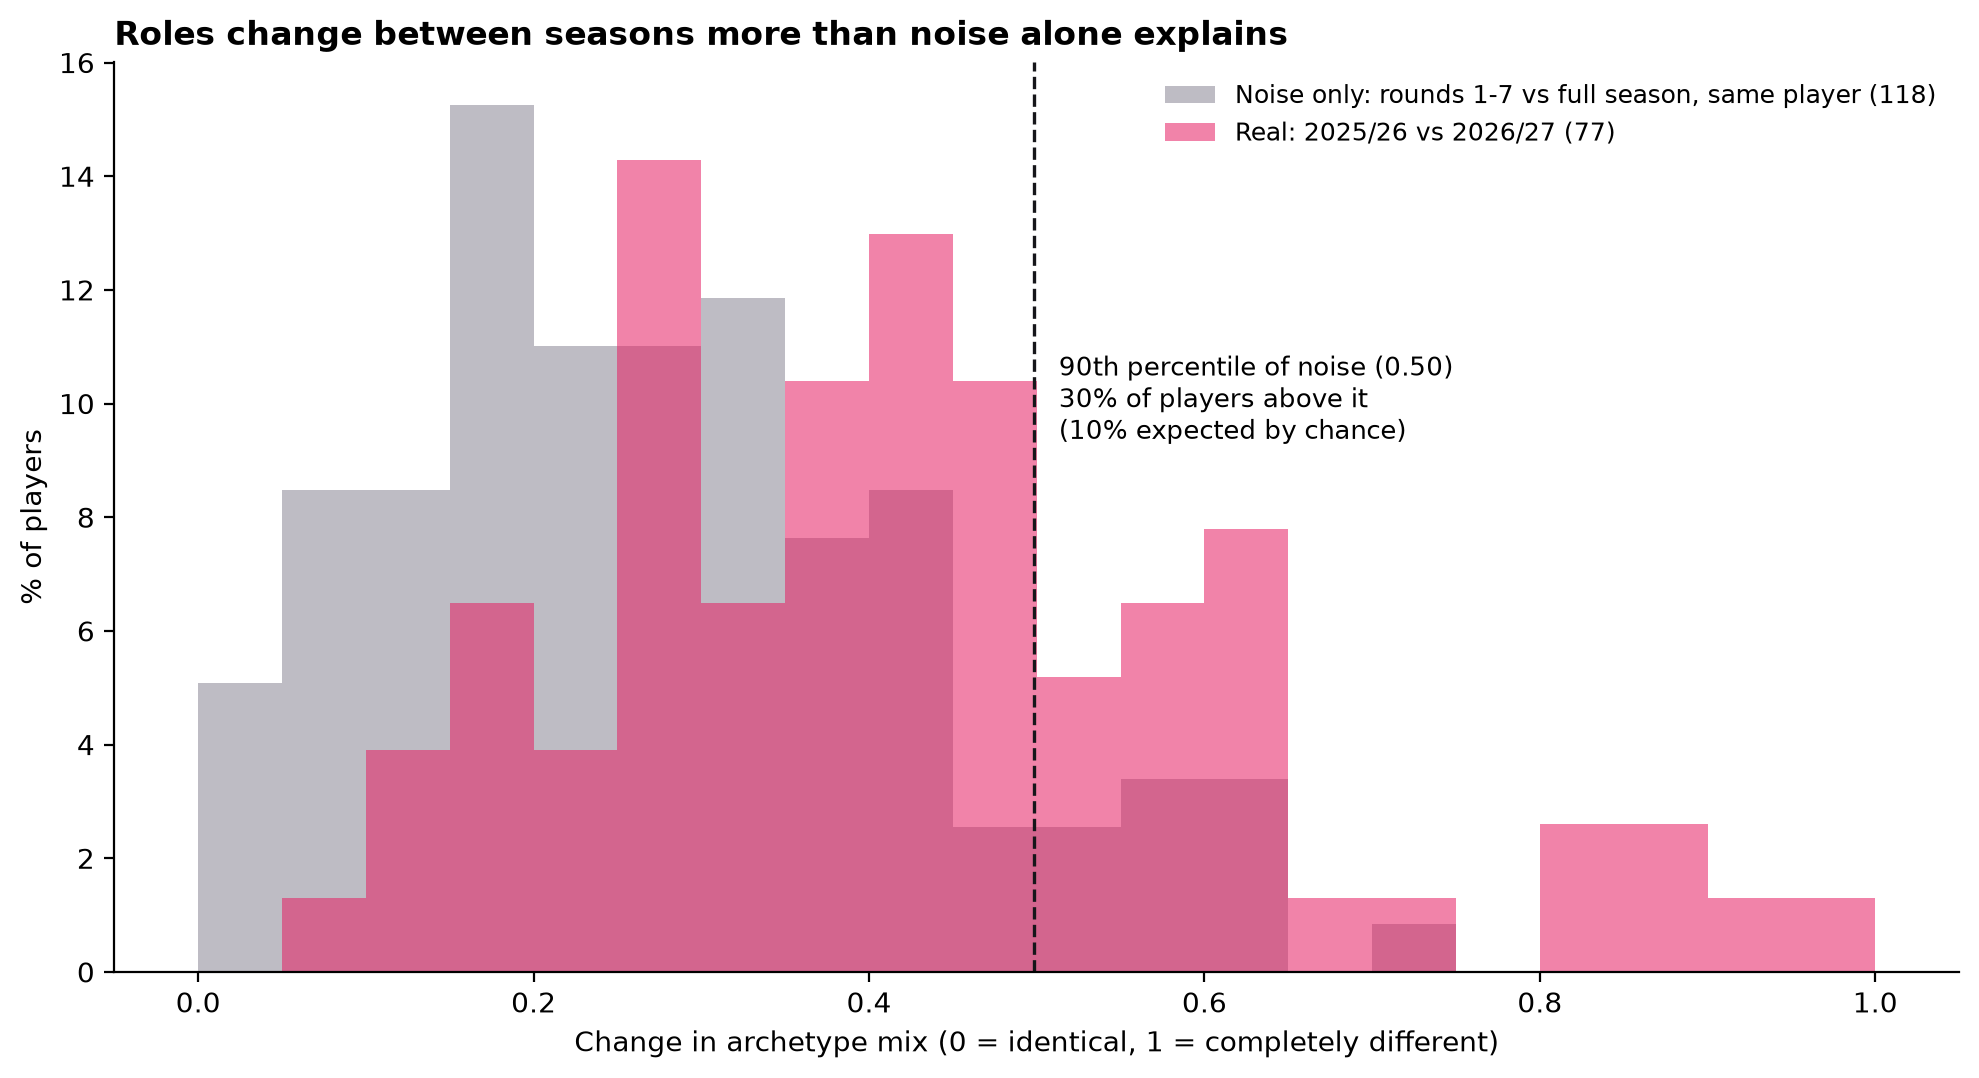 Roles change between seasons more than noise alone explains
16
14
12
10
8
6
4
2
0
% of players
Noise only: rounds 1-7 vs full season, same player (118)
Real: 2025/26 vs 2026/27 (77)
90th percentile of noise (0.50)
30% of players above it
(10% expected by chance)
0.0 0.2 0.4 0.6 0.8 1.0
Change in archetype mix (0 = identical, 1 = completely different)